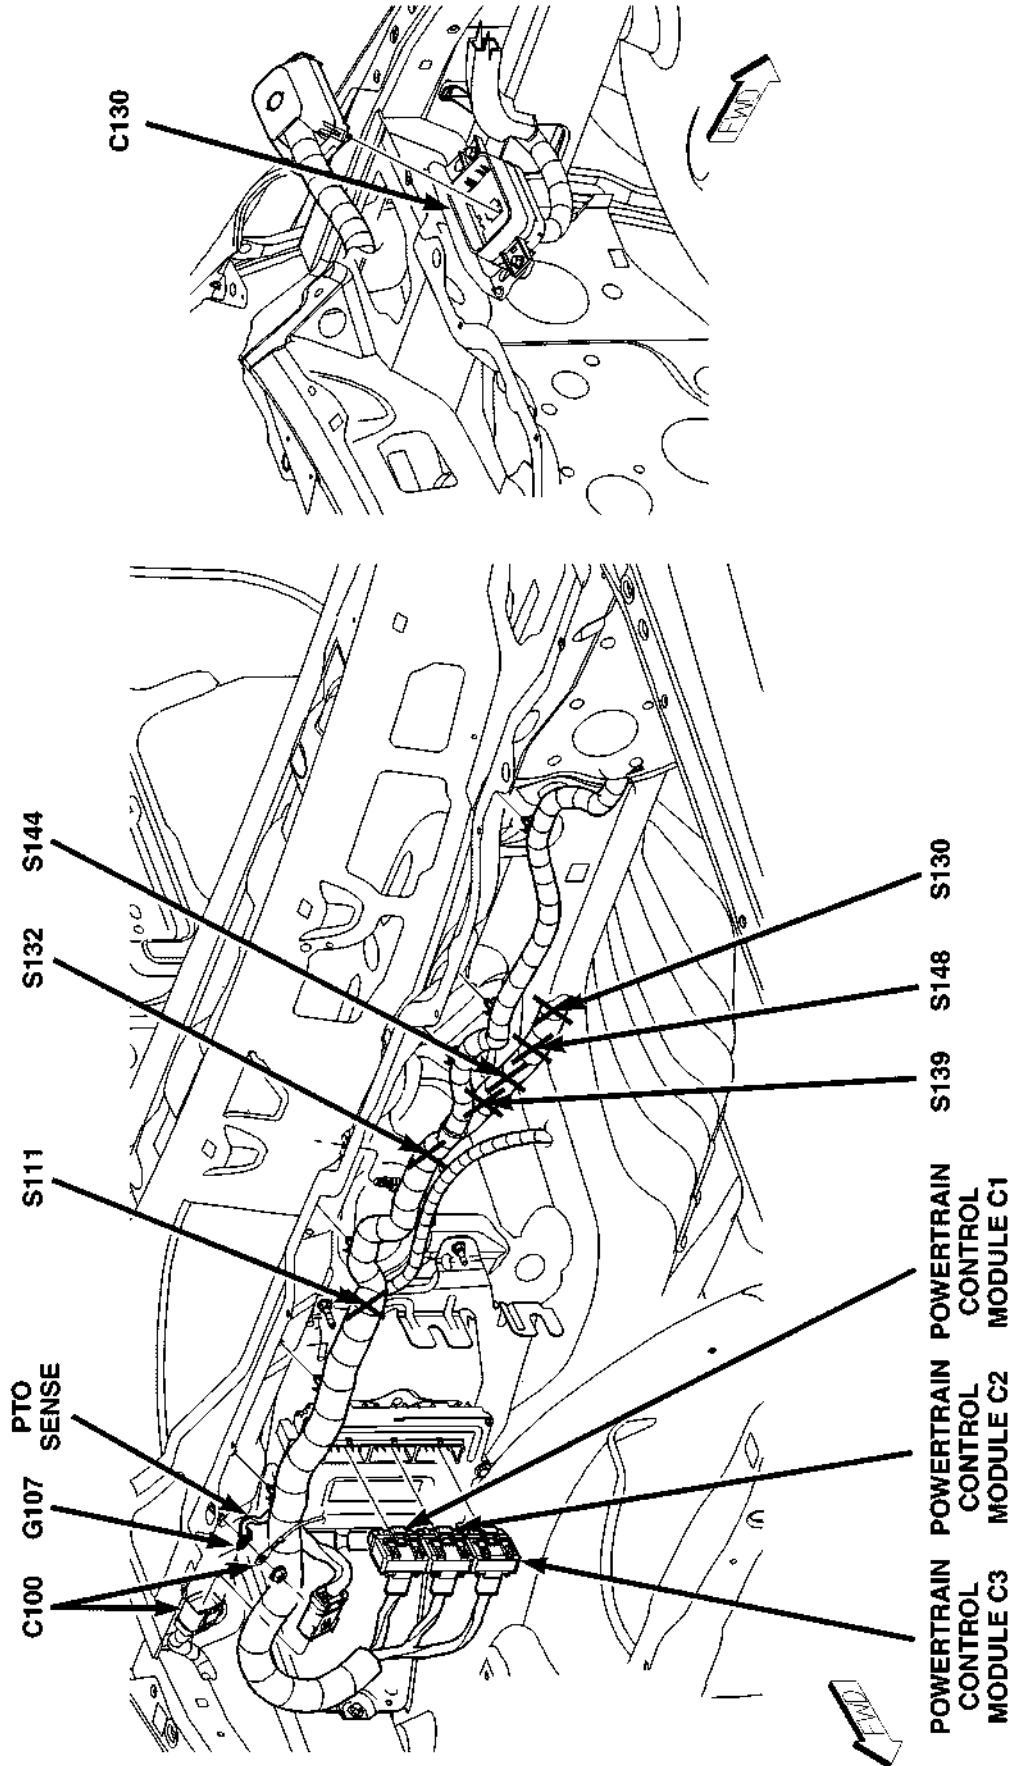 C100
G107
PTO
SENSE
S111
S132
S144
C130
FWD
FWD
POWERTRAIN
CONTROL
MODULE C3
POWERTRAIN
CONTROL
MODULE C2
POWERTRAIN
CONTROL
MODULE C1
S139
S148
S130